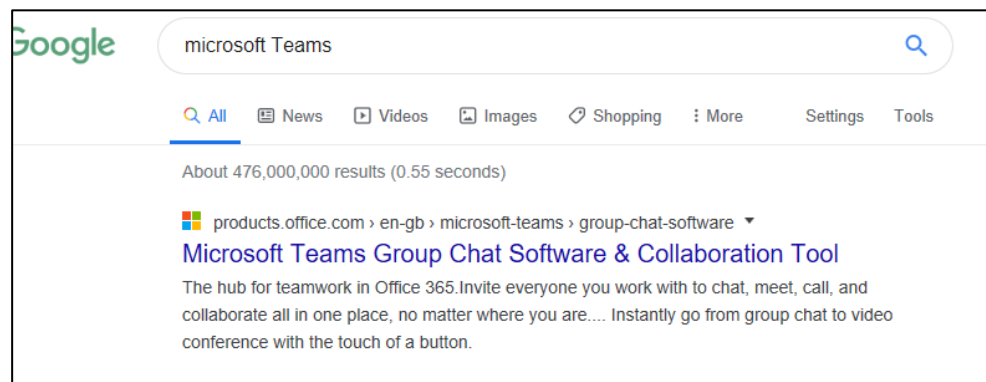 Google
microsoft Teams
All News Videos Images Shopping More Settings Tools
About 476,000,000 results (0.55 seconds)
products.office.com › en-gb › microsoft-teams › group-chat-software
Microsoft Teams Group Chat Software & Collaboration Tool
The hub for teamwork in Office 365.Invite everyone you work with to chat, meet, call, and
collaborate all in one place, no matter where you are.... Instantly go from group chat to video
conference with the touch of a button.